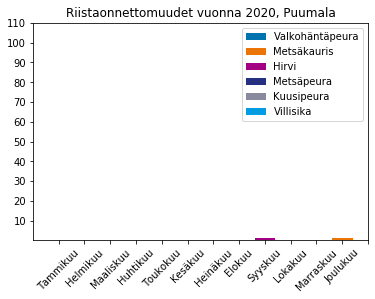 Riistaonnettomuudet vuonna 2020, Puumala
110
100
90
80
70
60
50
40
30
20
10
Valkohäntäpeura
Metsäkauris
Hirvi
Metsäpeura
Kuusipeura
Villisika
Tammikuu
Helmikuu
Maaliskuu
Huhtikuu
Toukokuu
Kesäkuu
Heinäkuu
Elokuu
Syyskuu
Lokakuu
Marraskuu
Joulukuu